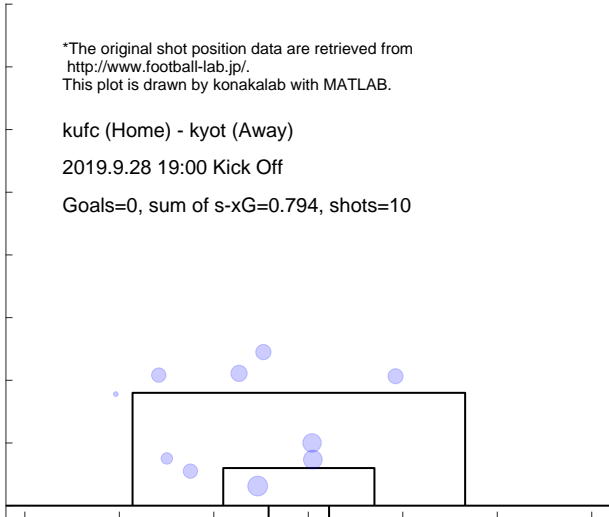 *The original shot position data are retrieved from
http://www.football-lab.jp/.
This plot is drawn by konakalab with MATLAB.
kufc (Home) - kyot (Away)
2019.9.28 19:00 Kick Off
Goals=0, sum of s-xG=0.794, shots=10